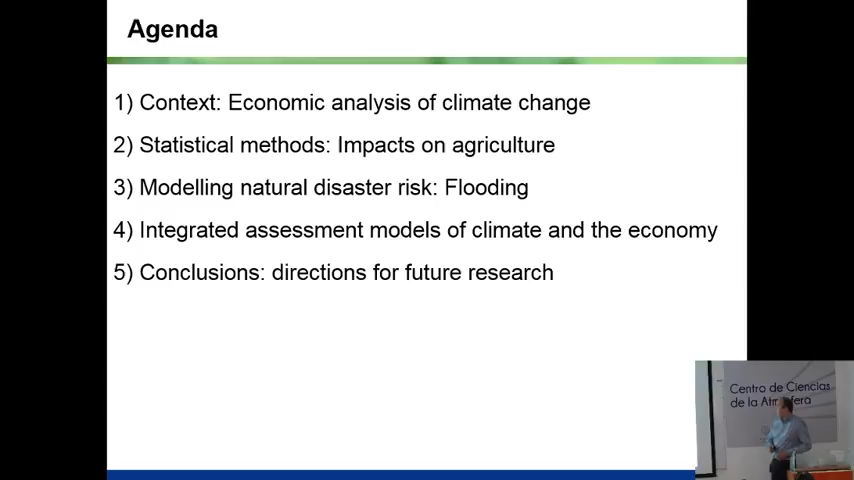 Agenda
1) Context: Economic analysis of climate change
2) Statistical methods: Impacts on agriculture
3) Modelling natural disaster risk: Flooding
4) Integrated assessment models of climate and the economy
5) Conclusions: directions for future research
Centro de Ciencias
de la Atmósfera